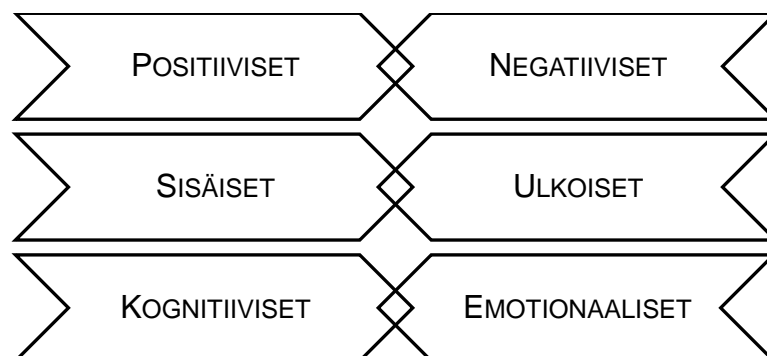 POSITIIVISET NEGATIIVISET
SISÄISET ULKOISET
KOGNITIIVISET EMOTIONAALISET